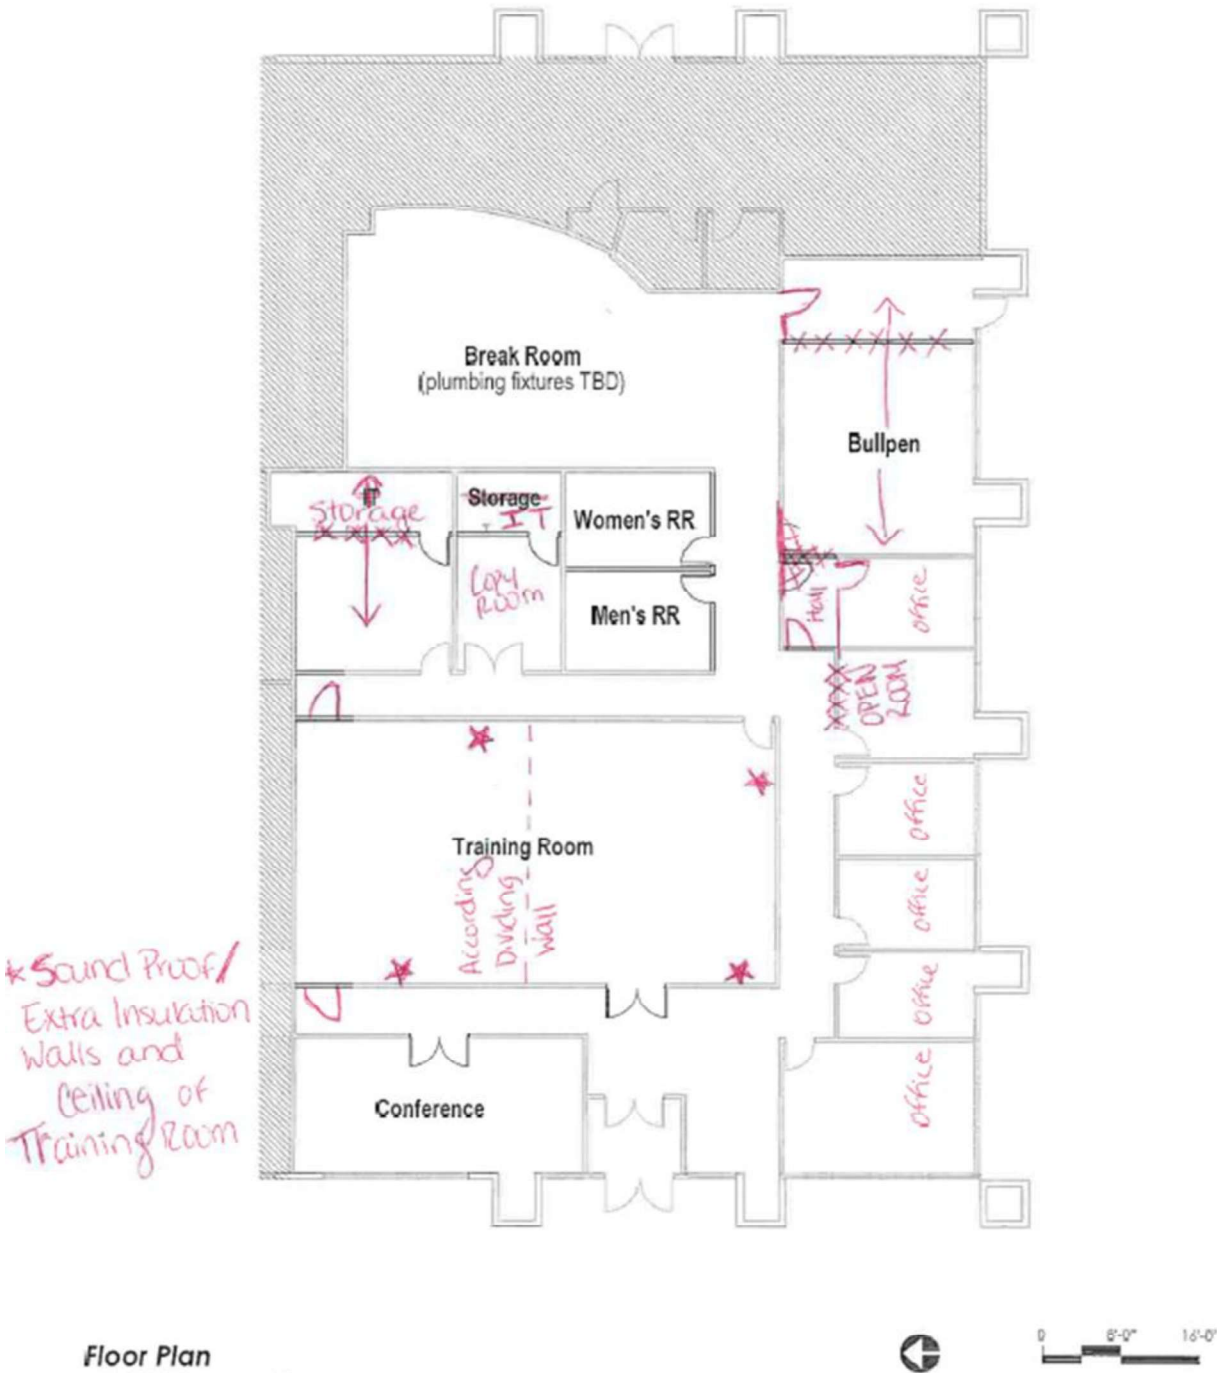 Break Room
(plumbing fixtures TBD)
Bullpen
IT
Storage
Storage
IT
Women's RR
Copy
Room
Men's RR
Hall
OFFICE
OPEN
ROOM
Office
Training Room
According
Dividing
Wall
Office
Office
* Sound Proof/
Extra Insulation
Walls and
Ceiling of
Training Room
Office
Conference
Floor Plan
0 8'-0" 16'-0"